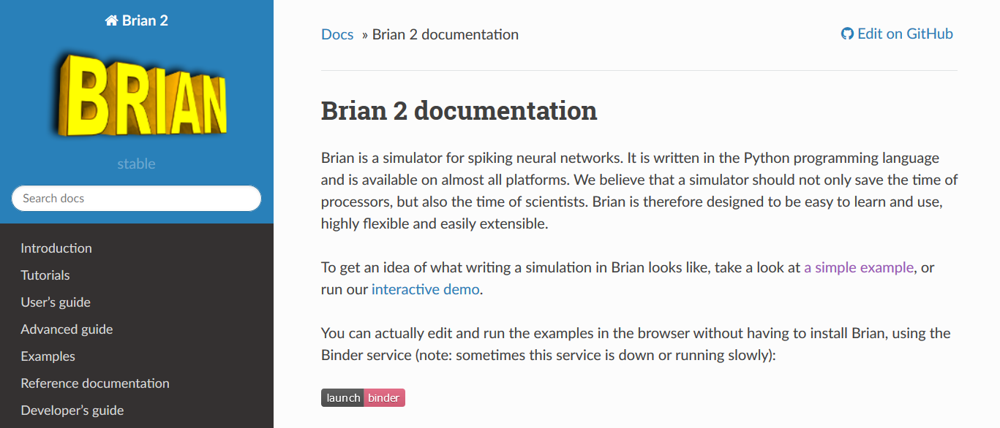 Brian 2
BRIAN
stable
Search docs
Introduction
Tutorials
User’s guide
Advanced guide
Examples
Reference documentation
Developer’s guide
Docs » Brian 2 documentation
Edit on GitHub
Brian 2 documentation
Brian is a simulator for spiking neural networks. It is written in the Python programming language
and is available on almost all platforms. We believe that a simulator should not only save the time of
processors, but also the time of scientists. Brian is therefore designed to be easy to learn and use,
highly flexible and easily extensible.
To get an idea of what writing a simulation in Brian looks like, take a look at a simple example, or
run our interactive demo.
You can actually edit and run the examples in the browser without having to install Brian, using the
Binder service (note: sometimes this service is down or running slowly):
launch binder